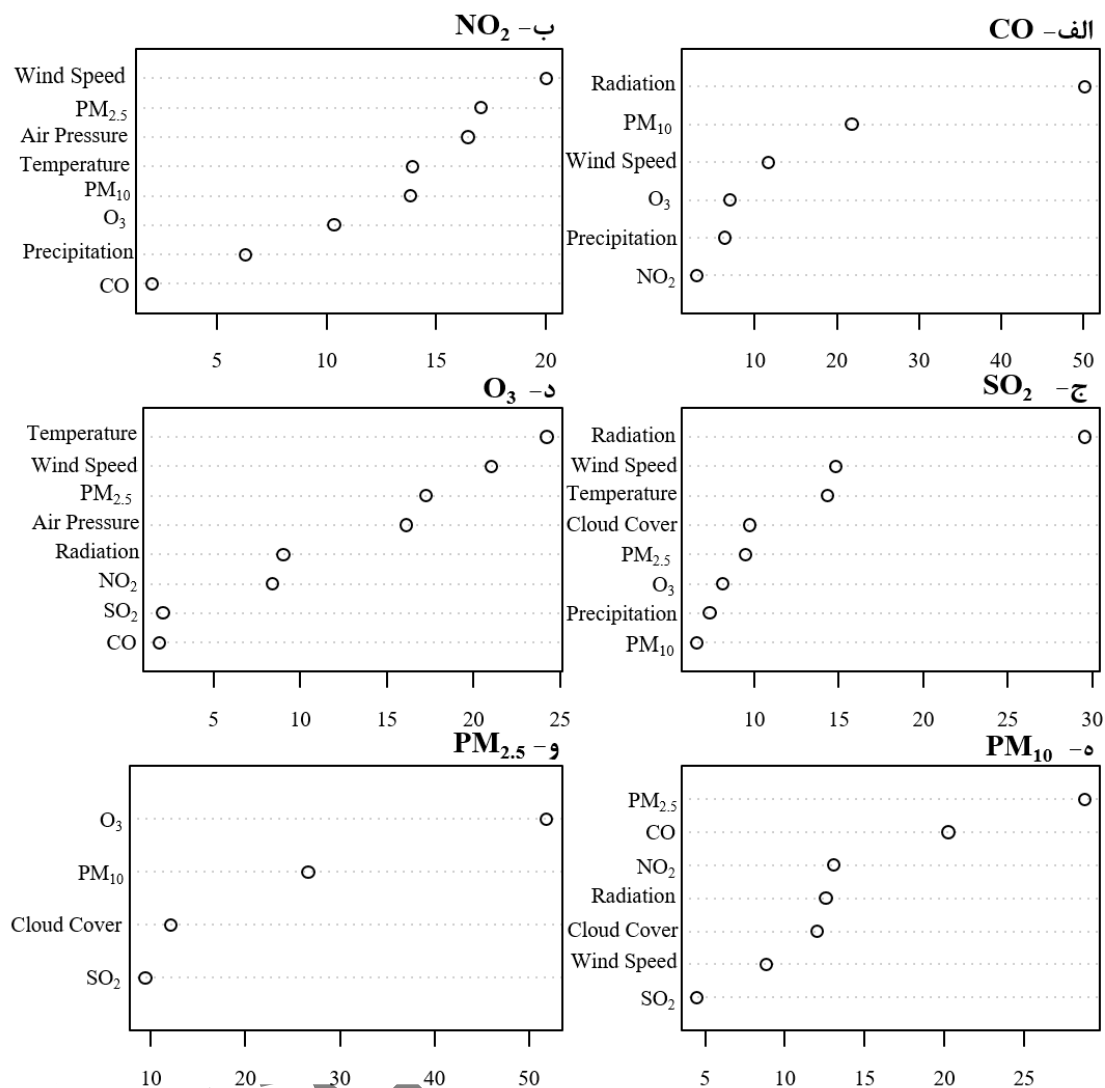 الف- CO
Radiation
PM₁₀
Wind Speed
O₃
Precipitation
NO₂
10 20 30 40 50
ب- NO₂
Wind Speed
PM₂.₅
Air Pressure
Temperature
PM₁₀
O₃
Precipitation
CO
5 10 15 20
ج- SO₂
Radiation
Wind Speed
Temperature
Cloud Cover
PM₂.₅
O₃
Precipitation
PM₁₀
10 15 20 25 30
د- O₃
Temperature
Wind Speed
PM₂.₅
Air Pressure
Radiation
NO₂
SO₂
CO
5 10 15 20 25
ه- PM₁₀
PM₂.₅
CO
NO₂
Radiation
Cloud Cover
Wind Speed
SO₂
5 10 15 20 25
و- PM₂.₅
O₃
PM₁₀
Cloud Cover
SO₂
10 20 30 40 50